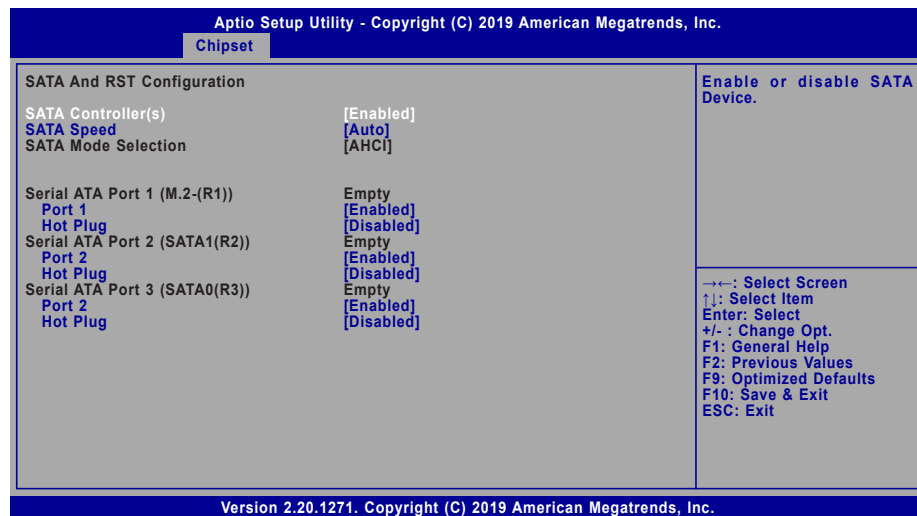 Aptio Setup Utility - Copyright (C) 2019 American Megatrends, Inc.
Chipset
SATA And RST Configuration
SATA Controller(s) [Enabled]
SATA Speed [Auto]
SATA Mode Selection [AHCI]
Serial ATA Port 1 (M.2-(R1)) Empty
Port 1 [Enabled]
Hot Plug [Disabled]
Serial ATA Port 2 (SATA1(R2)) Empty
Port 2 [Enabled]
Hot Plug [Disabled]
Serial ATA Port 3 (SATA0(R3)) Empty
Port 2 [Enabled]
Hot Plug [Disabled]
Enable or disable SATA
Device.
→←: Select Screen
↑↓: Select Item
Enter: Select
+/- : Change Opt.
F1: General Help
F2: Previous Values
F9: Optimized Defaults
F10: Save & Exit
ESC: Exit
Version 2.20.1271. Copyright (C) 2019 American Megatrends, Inc.